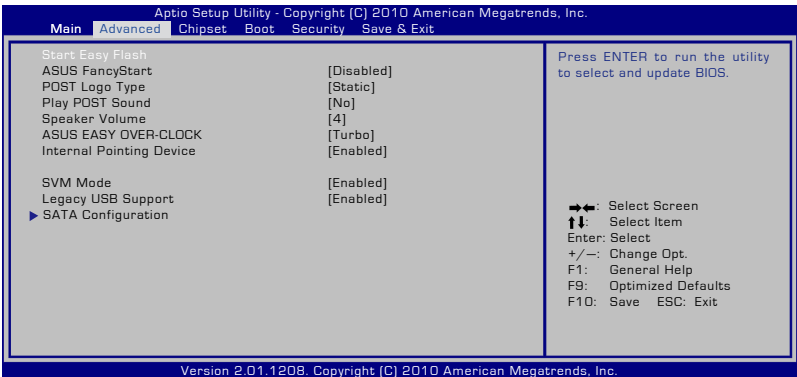 Aptio Setup Utility - Copyright (C) 2010 American Megatrends, Inc.
Main Advanced Chipset Boot Security Save & Exit
Start Easy Flash
ASUS FancyStart [Disabled]
POST Logo Type [Static]
Play POST Sound [No]
Speaker Volume [4]
ASUS EASY OVER-CLOCK [Turbo]
Internal Pointing Device [Enabled]
SVM Mode [Enabled]
Legacy USB Support [Enabled]
SATA Configuration
Press ENTER to run the utility
to select and update BIOS.
→←: Select Screen
↑↓: Select Item
Enter: Select
+/—: Change Opt.
F1: General Help
F9: Optimized Defaults
F10: Save ESC: Exit
Version 2.01.1208. Copyright (C) 2010 American Megatrends, Inc.